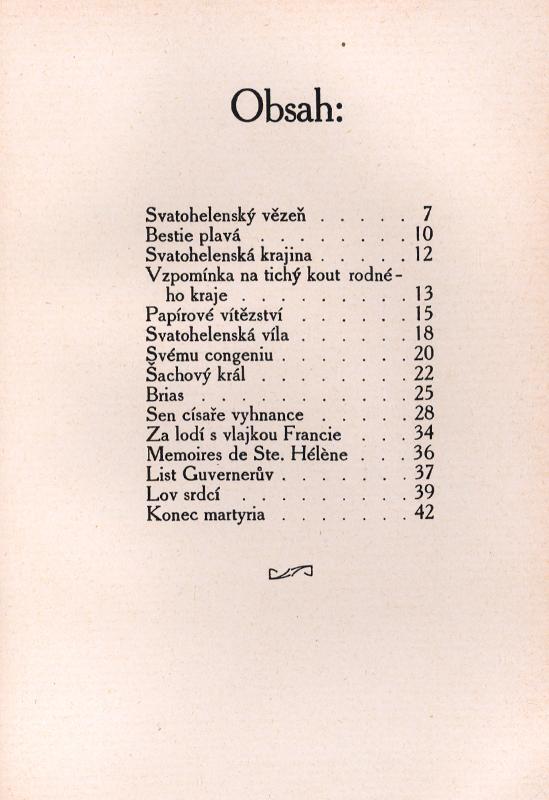 Obsah:
Svatohelenský vězeň . . . . . 7
Bestie plavá . . . . . . . . 10
Svatohelenská krajina . . . . . 12
Vzpomínka na tichý kout rodné-
ho kraje . . . . . . . . . 13
Papírové vítězství . . . . . . 15
Svatohelenská víla . . . . . . 18
Svému congeniu . . . . . . . 20
Šachový král . . . . . . . . 22
Brias . . . . . . . . . . . 25
Sen císaře vyhnance . . . . . 28
Za lodí s vlajkou Francie . . . 34
Memoires de Ste. Hélène . . . 36
List Guvernerův . . . . . . . 37
Lov srdcí . . . . . . . . . 39
Konec martyria . . . . . . . 42